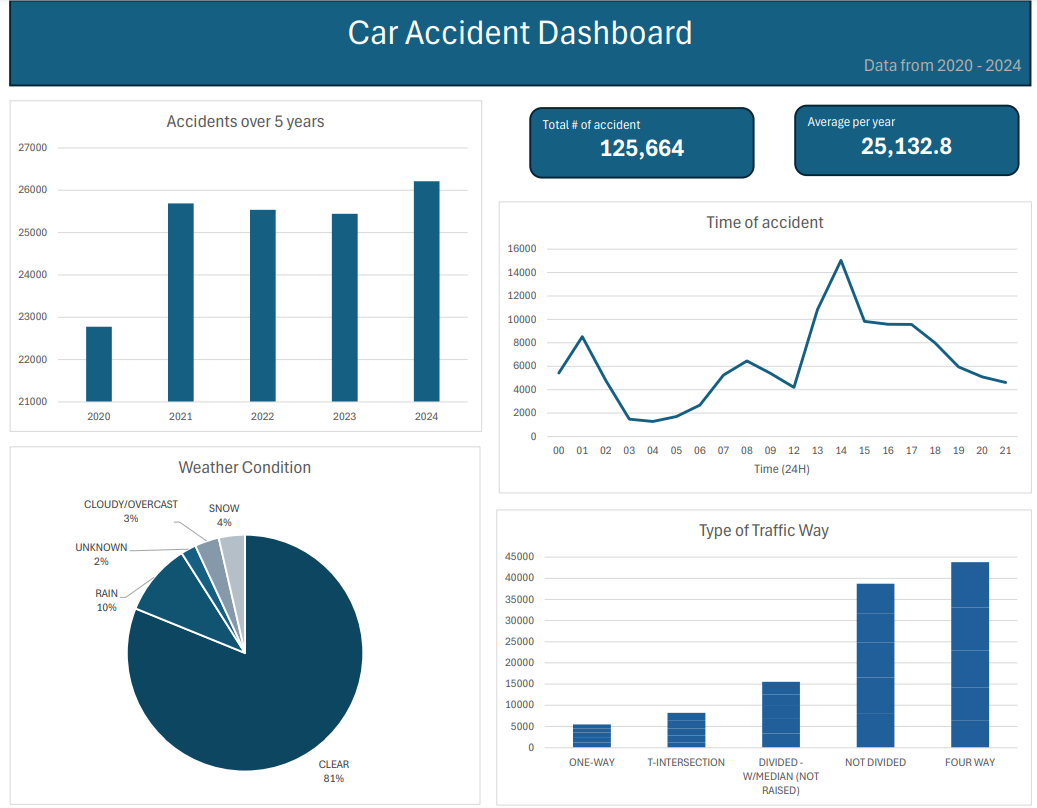 Car Accident Dashboard
Data from 2020 - 2024
Accidents over 5 years
27000
26000
25000
24000
23000
22000
21000
2020 2021 2022 2023 2024
Total # of accident
125,664
Average per year
25,132.8
Time of accident
16000
14000
12000
10000
8000
6000
4000
2000
0
00 01 02 03 04 05 06 07 08 09 12 13 14 15 16 17 18 19 20 21
Time (24H)
Weather Condition
CLOUDY/OVERCAST
3%
SNOW
4%
UNKNOWN
2%
RAIN
10%
CLEAR
81%
Type of Traffic Way
45000
40000
35000
30000
25000
20000
15000
10000
5000
0
ONE-WAY T-INTERSECTION DIVIDED - NOT DIVIDED FOUR WAY
W/MEDIAN (NOT
RAISED)